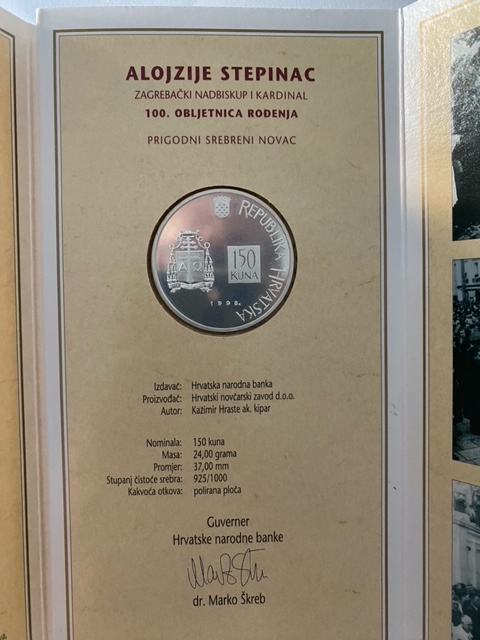 ALOJZIJE STEPINAC
ZAGREBAČKI NADBISKUP I KARDINAL
100. OBLJETNICA ROĐENJA
PRIGODNI SREBRENI NOVAC
REPUBLIKA HRVATSKA
150
KUNA
1998.
Izdavač: Hrvatska narodna banka
Proizvođač: Hrvatski novčarski zavod d.o.o.
Autor: Kažimir Hraste ak. kipar
Nominala: 150 kuna
Masa: 24,00 grama
Promjer: 37,00 mm
Stupanj čistoće srebra: 925/1000
Kakvoća otkova: polirana ploča
Guverner
Hrvatske narodne banke
dr. Marko Škreb